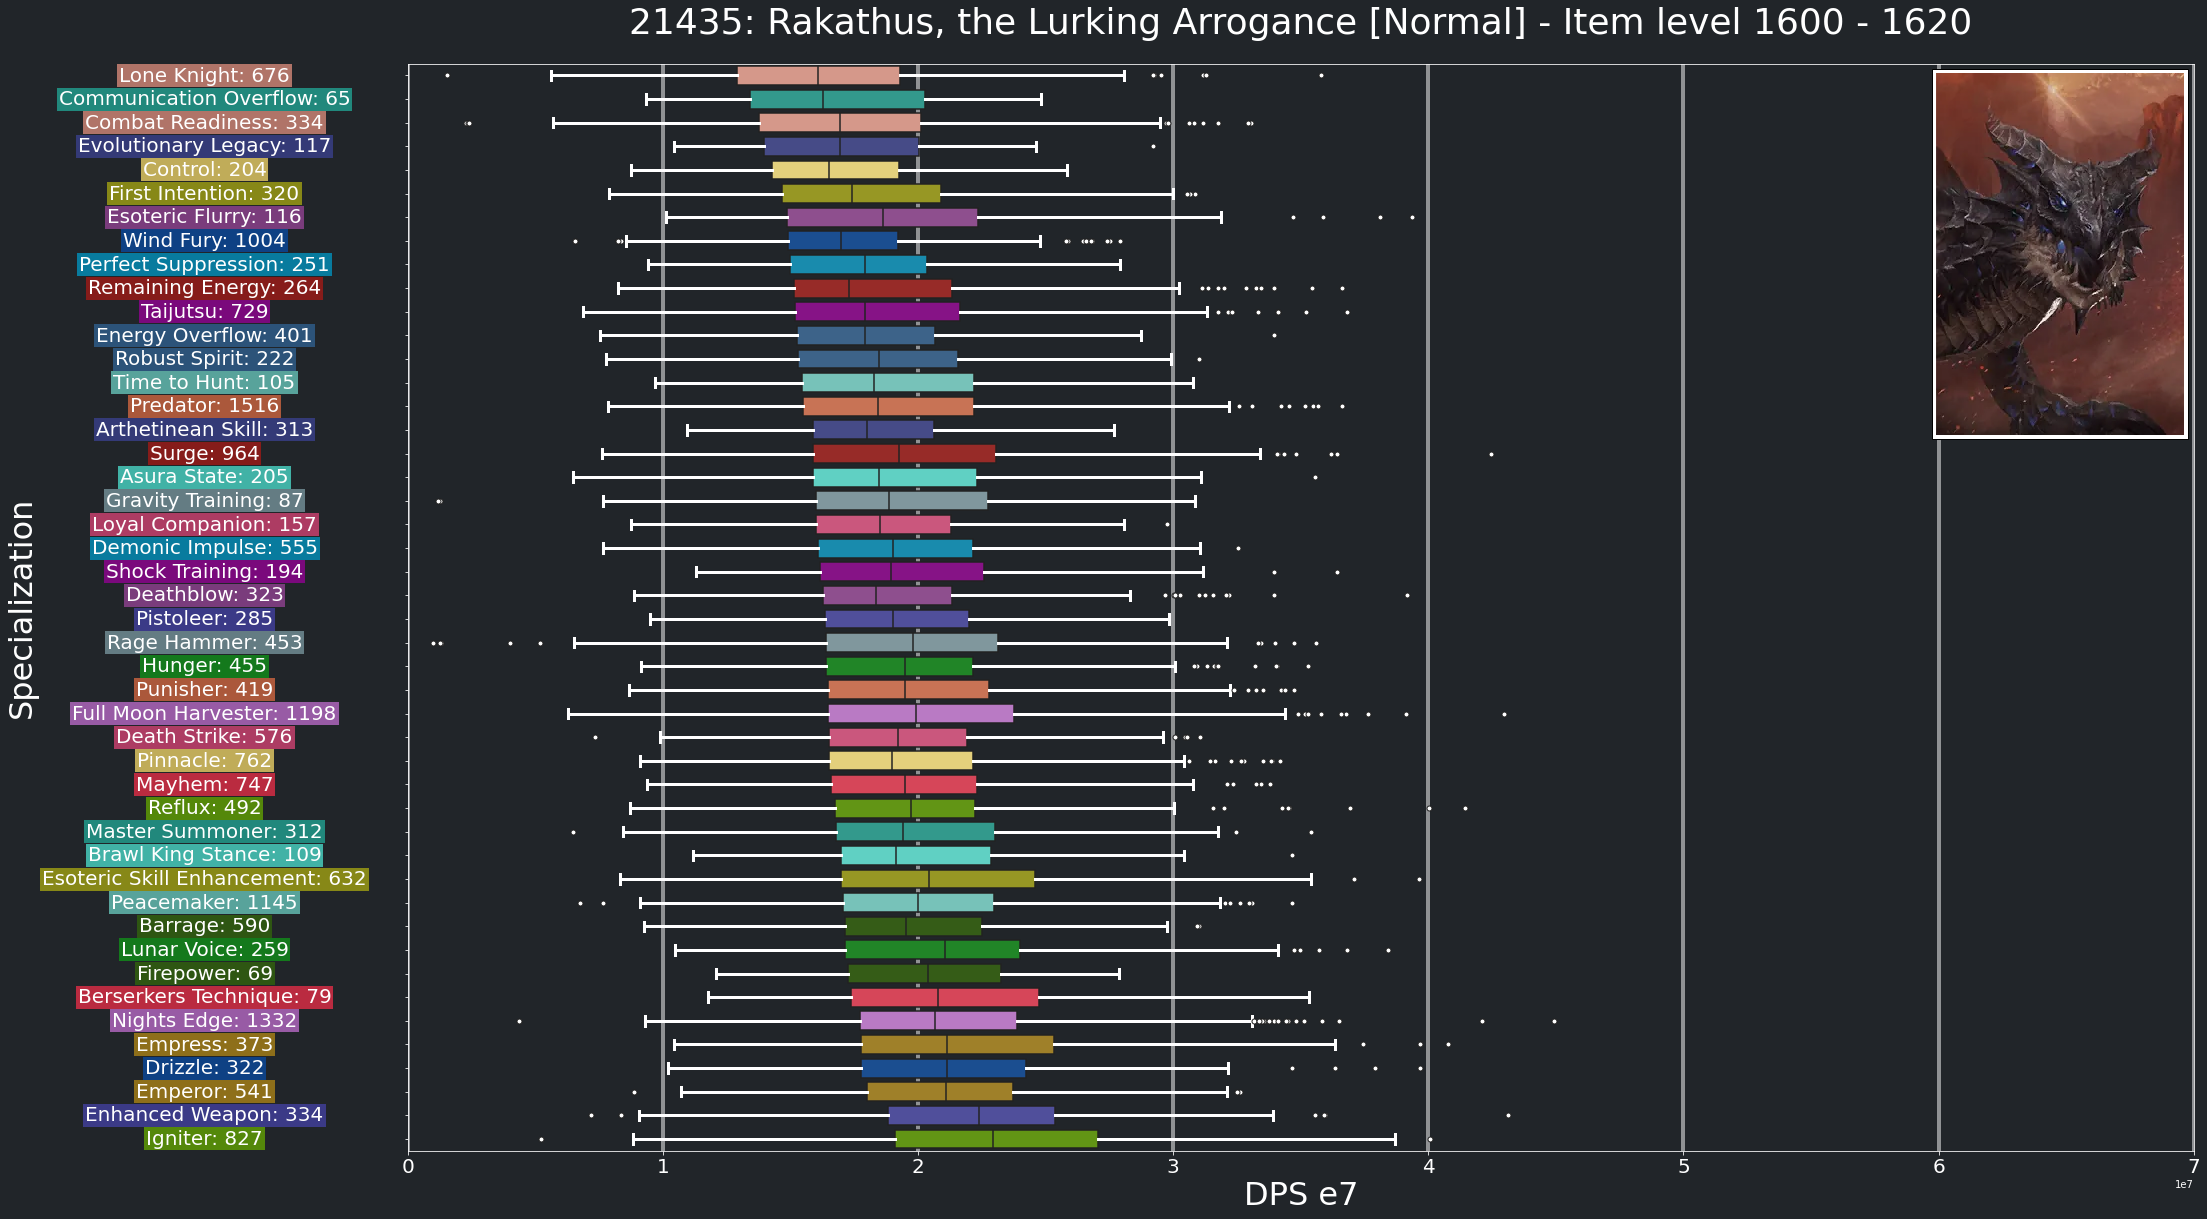 21435: Rakathus, the Lurking Arrogance [Normal] - Item level 1600 - 1620
Specialization
Lone Knight: 676
Communication Overflow: 65
Combat Readiness: 334
Evolutionary Legacy: 117
Control: 204
First Intention: 320
Esoteric Flurry: 116
Wind Fury: 1004
Perfect Suppression: 251
Remaining Energy: 264
Taijutsu: 729
Energy Overflow: 401
Robust Spirit: 222
Time to Hunt: 105
Predator: 1516
Arthetinean Skill: 313
Surge: 964
Asura State: 205
Gravity Training: 87
Loyal Companion: 157
Demonic Impulse: 555
Shock Training: 194
Deathblow: 323
Pistoleer: 285
Rage Hammer: 453
Hunger: 455
Punisher: 419
Full Moon Harvester: 1198
Death Strike: 576
Pinnacle: 762
Mayhem: 747
Reflux: 492
Master Summoner: 312
Brawl King Stance: 109
Esoteric Skill Enhancement: 632
Peacemaker: 1145
Barrage: 590
Lunar Voice: 259
Firepower: 69
Berserkers Technique: 79
Nights Edge: 1332
Empress: 373
Drizzle: 322
Emperor: 541
Enhanced Weapon: 334
Igniter: 827
0 1 2 3 4 5 6 7
1e7
DPS e7